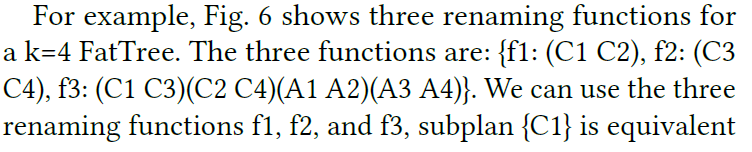 For example, Fig. 6 shows three renaming functions for
a k=4 FatTree. The three functions are: {f1: (C1 C2), f2: (C3
C4), f3: (C1 C3)(C2 C4)(A1 A2)(A3 A4)}. We can use the three
renaming functions f1, f2, and f3, subplan {C1} is equivalent